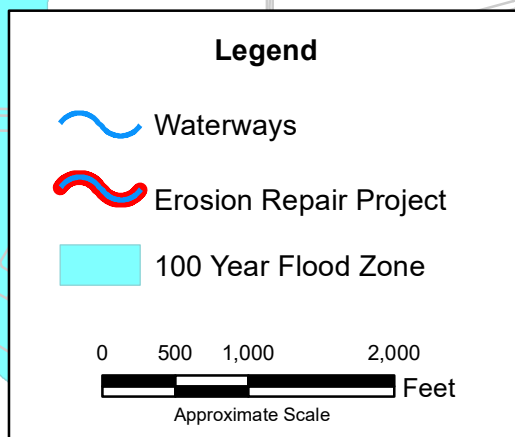 Legend
Waterways
Erosion Repair Project
100 Year Flood Zone
0 500 1,000 2,000
Feet
Approximate Scale